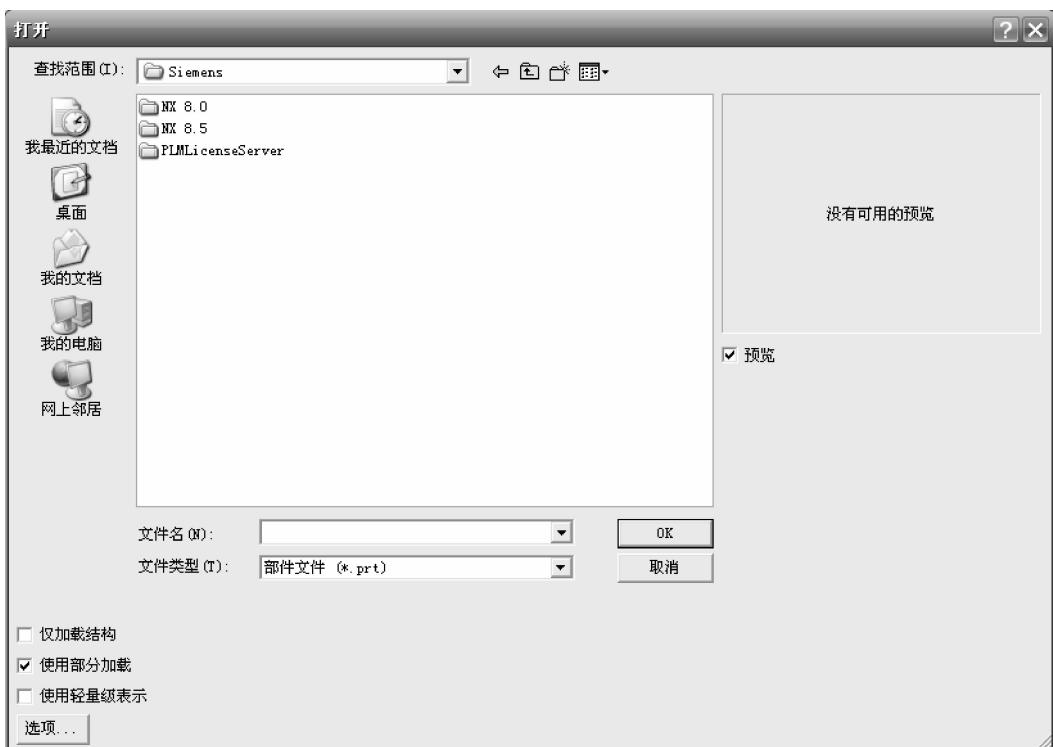 打开
查找范围(I):
Siemens
NX 8.0
NX 8.5
PLMLicenseServer
我最近的文档
桌面
我的文档
我的电脑
网上邻居
没有可用的预览
预览
文件名(N):
OK
文件类型(T):
部件文件 (*.prt)
取消
仅加载结构
使用部分加载
使用轻量级表示
选项...